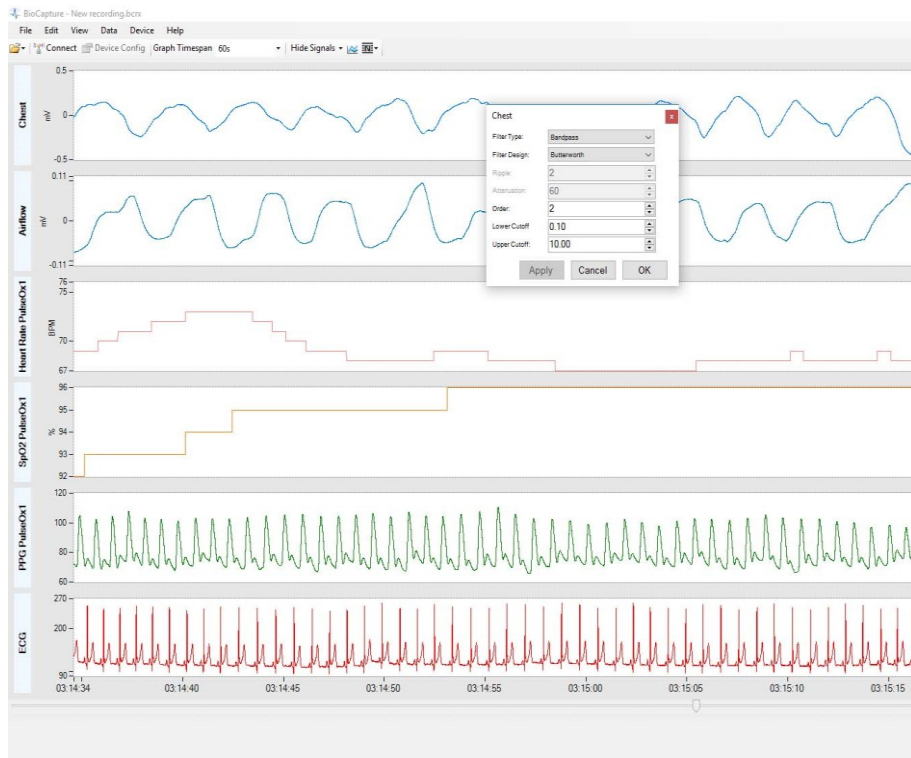 BioCapture - New recording.bcrx
File Edit View Data Device Help
Connect Device Config Graph Timespan 60s Hide Signals
Chest
mV
0.5
0
-0.5
Chest
Filter Type: Bandpass
Filter Design: Butterworth
Ripple: 2
Attenuation: 60
Order: 2
Lower Cutoff 0.10
Upper Cutoff: 10.00
Apply Cancel OK
Airflow
mV
0.11
0
-0.11
Heart Rate PulseOx1
BPM
76
75
70
67
SpO2 PulseOx1
%
96
95
94
93
92
PPG PulseOx1
120
100
80
60
ECG
270
200
90
03:14:34 03:14:40 03:14:45 03:14:50 03:14:55 03:15:00 03:15:05 03:15:10 03:15:15